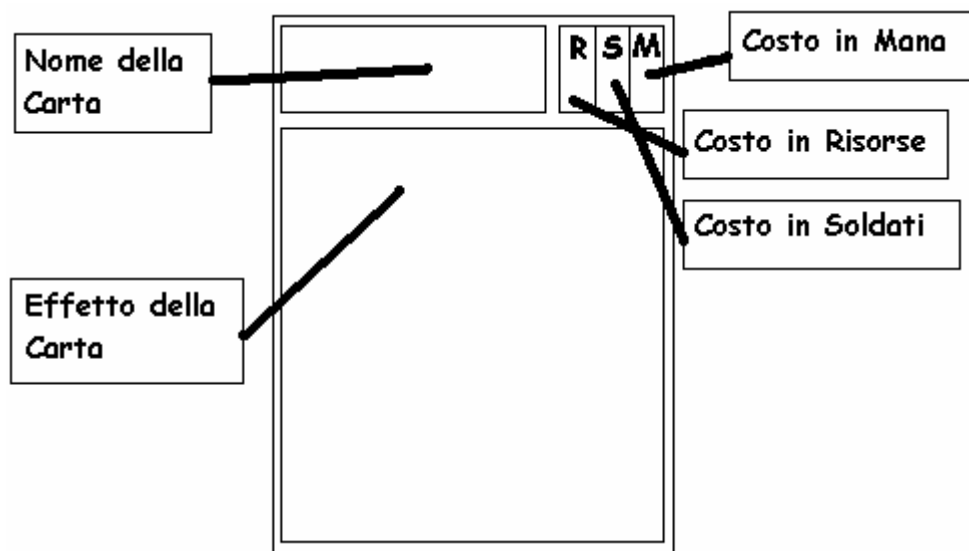 Nome della
Carta
R S M
Costo in Mana
Costo in Risorse
Costo in Soldati
Effetto della
Carta